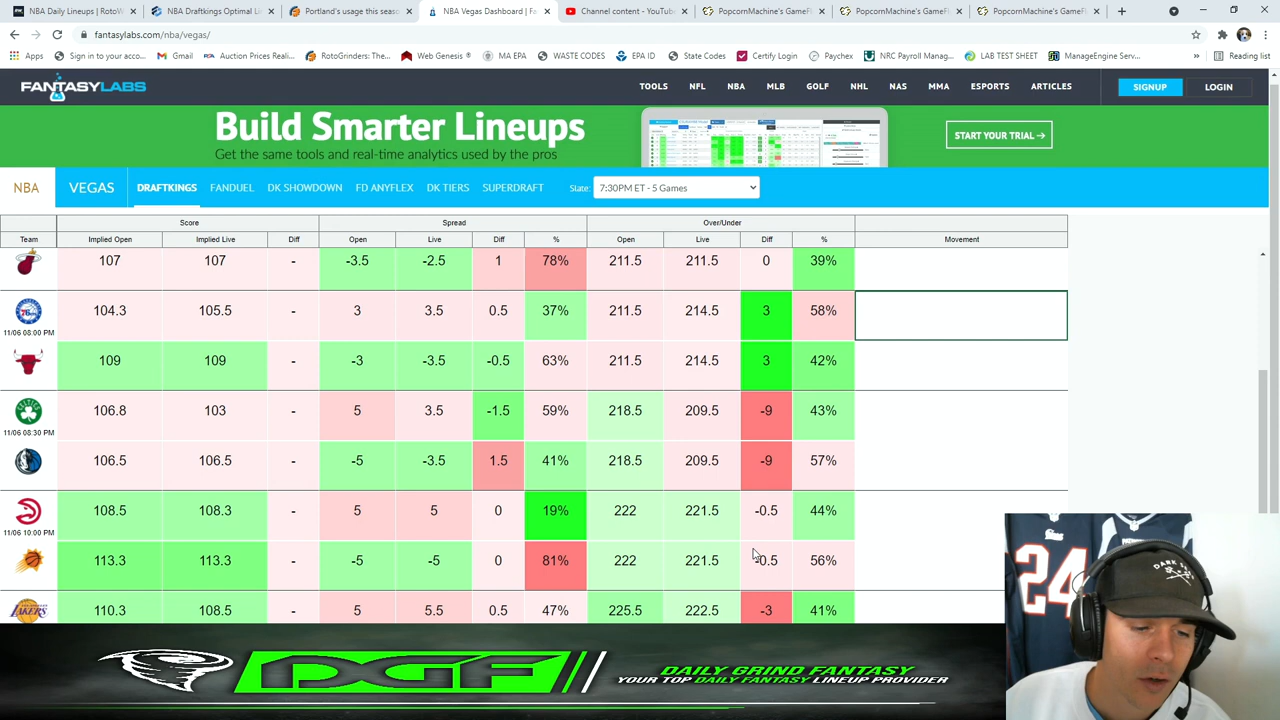 NBA Daily Lineups | RotoW
NBA Draftkings Optimal Li
Portland's usage this seaso
NBA Vegas Dashboard | Fa
Channel content - YouTube
PopcornMachine's GameFl
PopcornMachine's GameFl
PopcornMachine's GameFl
fantasylabs.com/nba/vegas/
Apps Sign in to your acco... Gmail Auction Prices Reali... RotoGrinders: The... Web Genesis ® MA EPA WASTE CODES EPA ID State Codes Certify Login Paychex NRC Payroll Manag... LAB TEST SHEET ManageEngine Serv... » Reading list
FANTASYLABS TOOLS NFL NBA MLB GOLF NHL NAS MMA ESPORTS ARTICLES SIGNUP LOGIN
Build Smarter Lineups
Get the same tools and real-time analytics used by the pros
START YOUR TRIAL →
NBA VEGAS DRAFTKINGS FANDUEL DK SHOWDOWN FD ANYFLEX DK TIERS SUPERDRAFT Slate: 7:30PM ET - 5 Games
Score Spread Over/Under
Team Implied Open Implied Live Diff Open Live Diff % Open Live Diff % Movement
107 107 - -3.5 -2.5 1 78% 211.5 211.5 0 39%
104.3 105.5 - 3 3.5 0.5 37% 211.5 214.5 3 58%
11/06 08:00 PM
109 109 - -3 -3.5 -0.5 63% 211.5 214.5 3 42%
106.8 103 - 5 3.5 -1.5 59% 218.5 209.5 -9 43%
11/06 08:30 PM
106.5 106.5 - -5 -3.5 1.5 41% 218.5 209.5 -9 57%
108.5 108.3 - 5 5 0 19% 222 221.5 -0.5 44%
11/06 10:00 PM
113.3 113.3 - -5 -5 0 81% 222 221.5 -0.5 56%
LAKERS 110.3 108.5 - 5 5.5 0.5 47% 225.5 222.5 -3 41%
24
DGF//
DAILY GRIND FANTASY
YOUR TOP DAILY FANTASY LINEUP PROVIDER